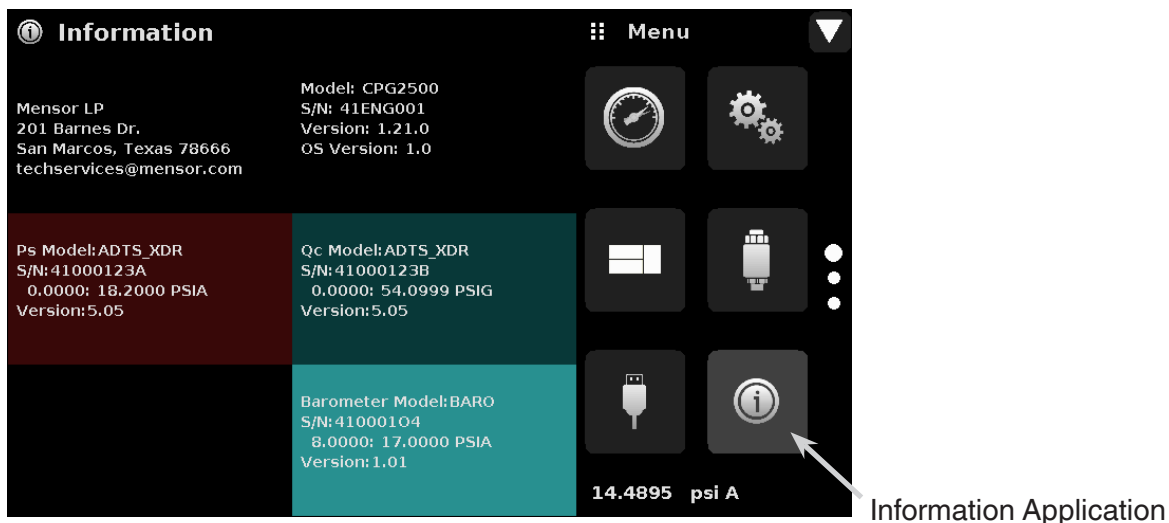 Information
Mensor LP
201 Barnes Dr.
San Marcos, Texas 78666
techservices@mensor.com
Model: CPG2500
S/N: 41ENG001
Version: 1.21.0
OS Version: 1.0
Ps Model:ADTS_XDR
S/N:41000123A
0.0000: 18.2000 PSIA
Version:5.05
Qc Model:ADTS_XDR
S/N:41000123B
0.0000: 54.0999 PSIG
Version:5.05
Barometer Model:BARO
S/N:41000104
8.0000: 17.0000 PSIA
Version:1.01
Menu
14.4895 psi A
Information Application